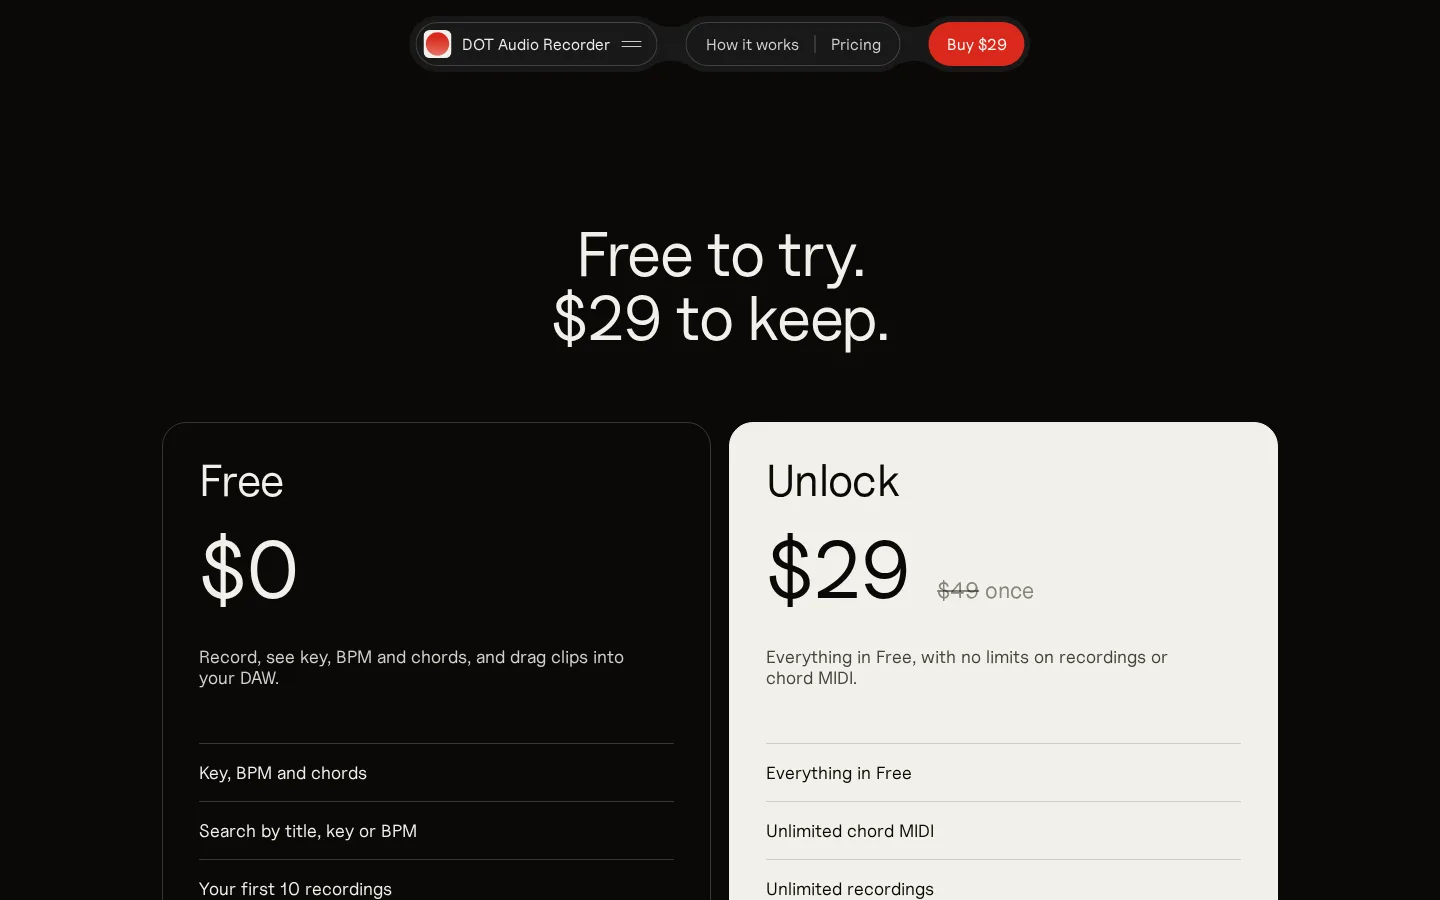 DOT Audio Recorder
How it works
Pricing
Buy $29
Free to try.
$29 to keep.
Free
$0
Record, see key, BPM and chords, and drag clips into
your DAW.
Key, BPM and chords
Search by title, key or BPM
Your first 10 recordings
Unlock
$29 $49 once
Everything in Free, with no limits on recordings or
chord MIDI.
Everything in Free
Unlimited chord MIDI
Unlimited recordings